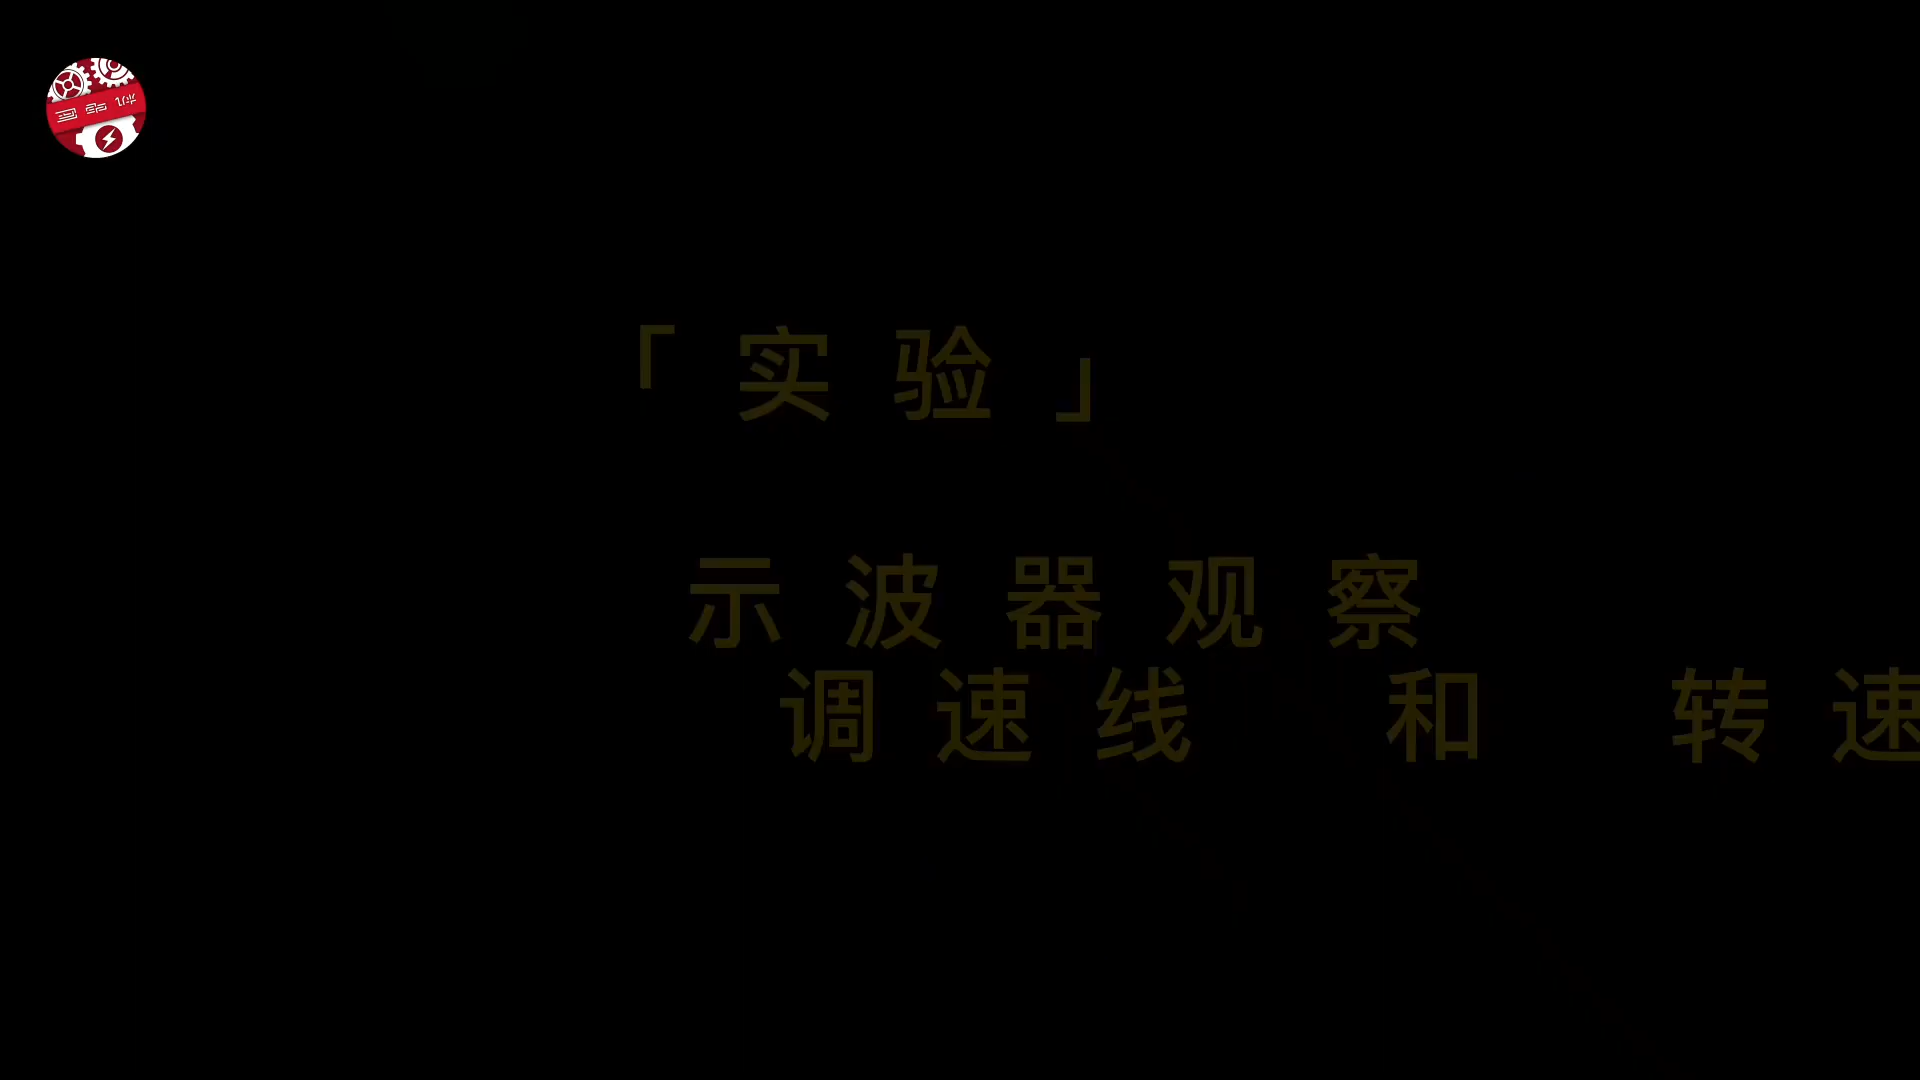 「实验」
示波器观察
调速线 和 转速